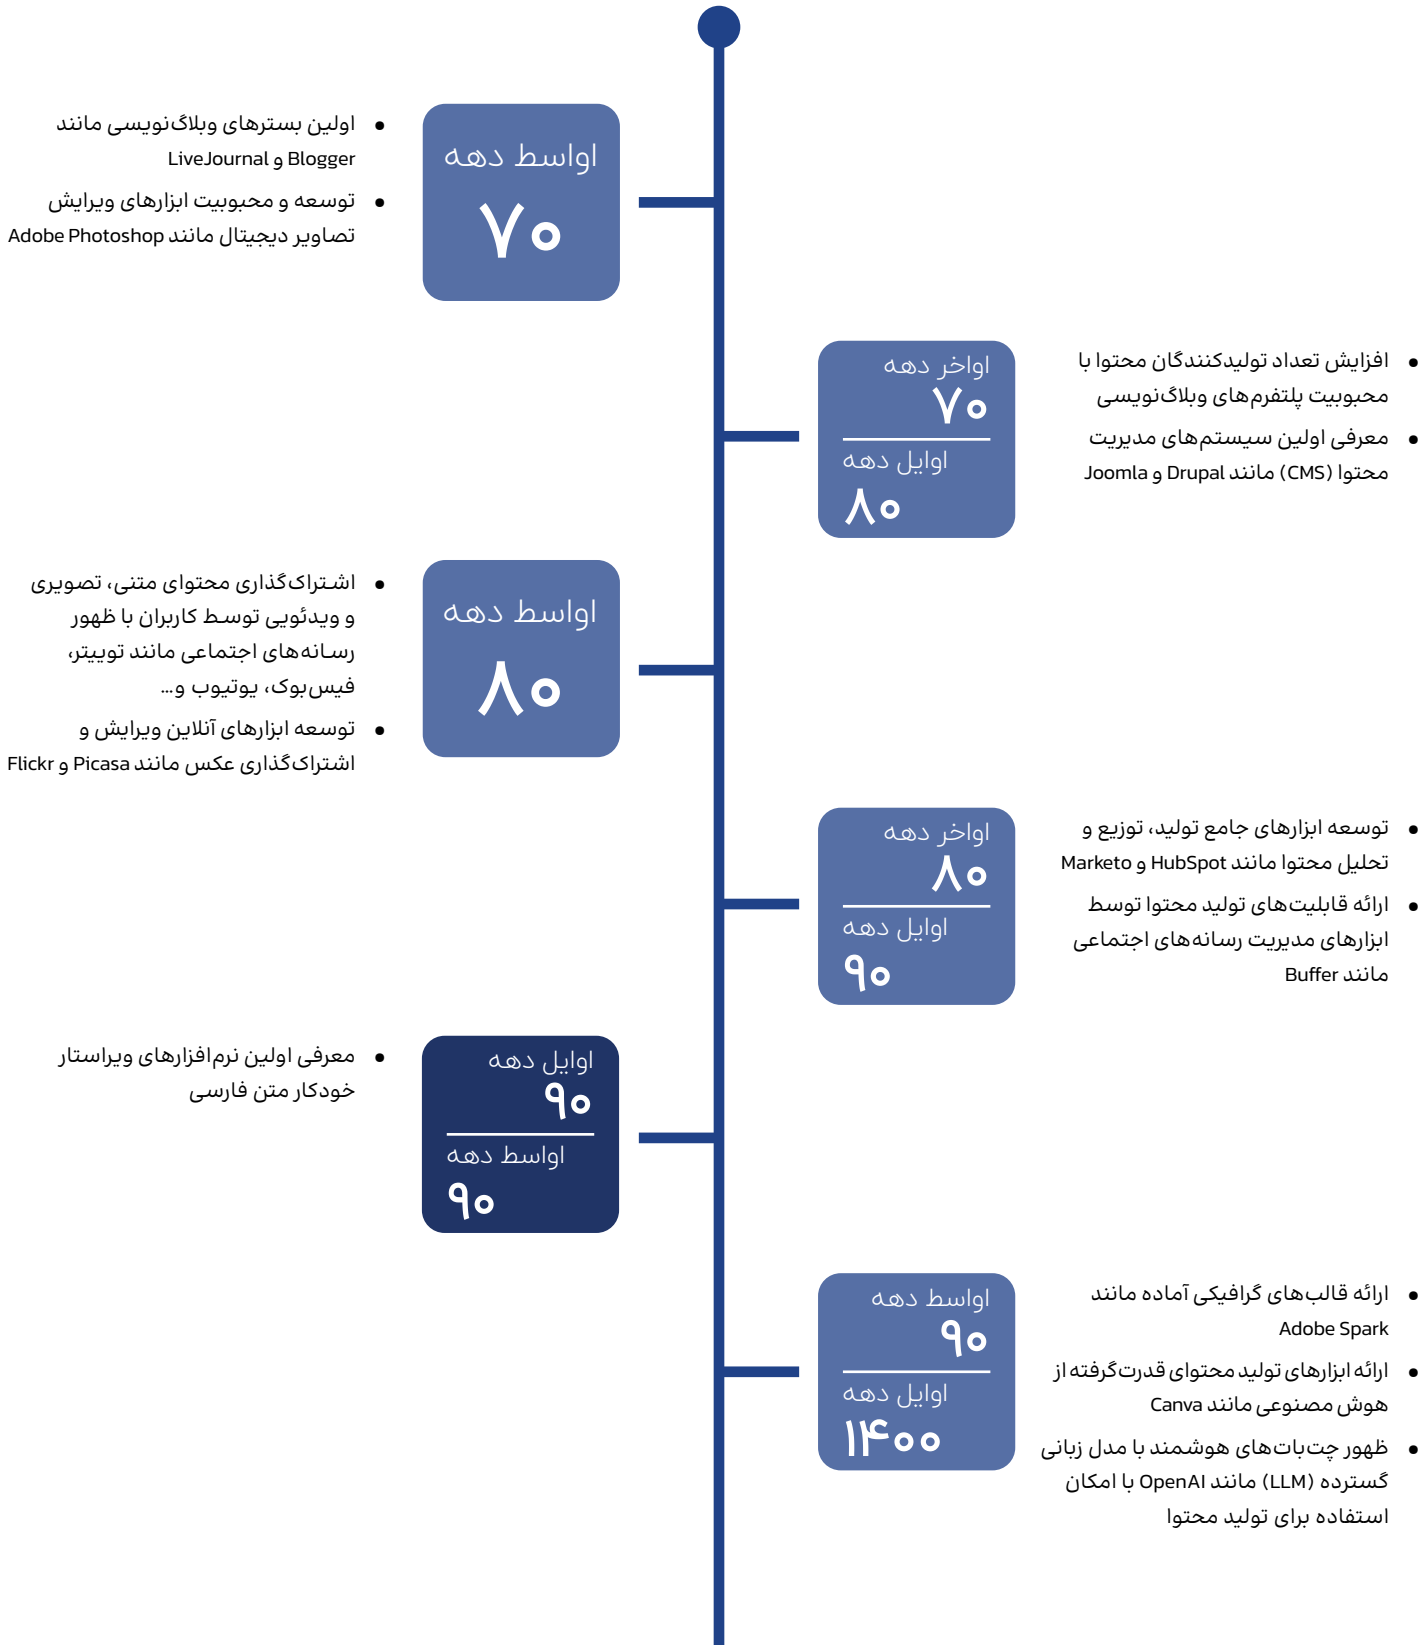 اواسط دهه
۷۰
اولین بسترهای وبلاگ‌نویسی مانند
Blogger و LiveJournal
توسعه و محبوبیت ابزارهای ویرایش
تصاویر دیجیتال مانند Adobe Photoshop
اواخر دهه
۷۰
اوایل دهه
۸۰
افزایش تعداد تولیدکنندگان محتوا با
محبوبیت پلتفرم‌های وبلاگ‌نویسی
معرفی اولین سیستم‌های مدیریت
محتوا (CMS) مانند Drupal و Joomla
اواسط دهه
۸۰
اشتراک‌گذاری محتوای متنی، تصویری
و ویدئویی توسط کاربران با ظهور
رسانه‌های اجتماعی مانند توییتر،
فیس‌بوک، یوتیوب و...
توسعه ابزارهای آنلاین ویرایش و
اشتراک‌گذاری عکس مانند Picasa و Flickr
اواخر دهه
۸۰
اوایل دهه
۹۰
توسعه ابزارهای جامع تولید، توزیع و
تحلیل محتوا مانند HubSpot و Marketo
ارائه قابلیت‌های تولید محتوا توسط
ابزارهای مدیریت رسانه‌های اجتماعی
مانند Buffer
اوایل دهه
۹۰
اواسط دهه
۹۰
معرفی اولین نرم‌افزارهای ویراستار
خودکار متن فارسی
اواسط دهه
۹۰
اوایل دهه
۱۴۰۰
ارائه قالب‌های گرافیکی آماده مانند
Adobe Spark
ارائه ابزارهای تولید محتوای قدرت‌گرفته از
هوش مصنوعی مانند Canva
ظهور چت‌بات‌های هوشمند با مدل زبانی
گسترده (LLM) مانند OpenAI با امکان
استفاده برای تولید محتوا